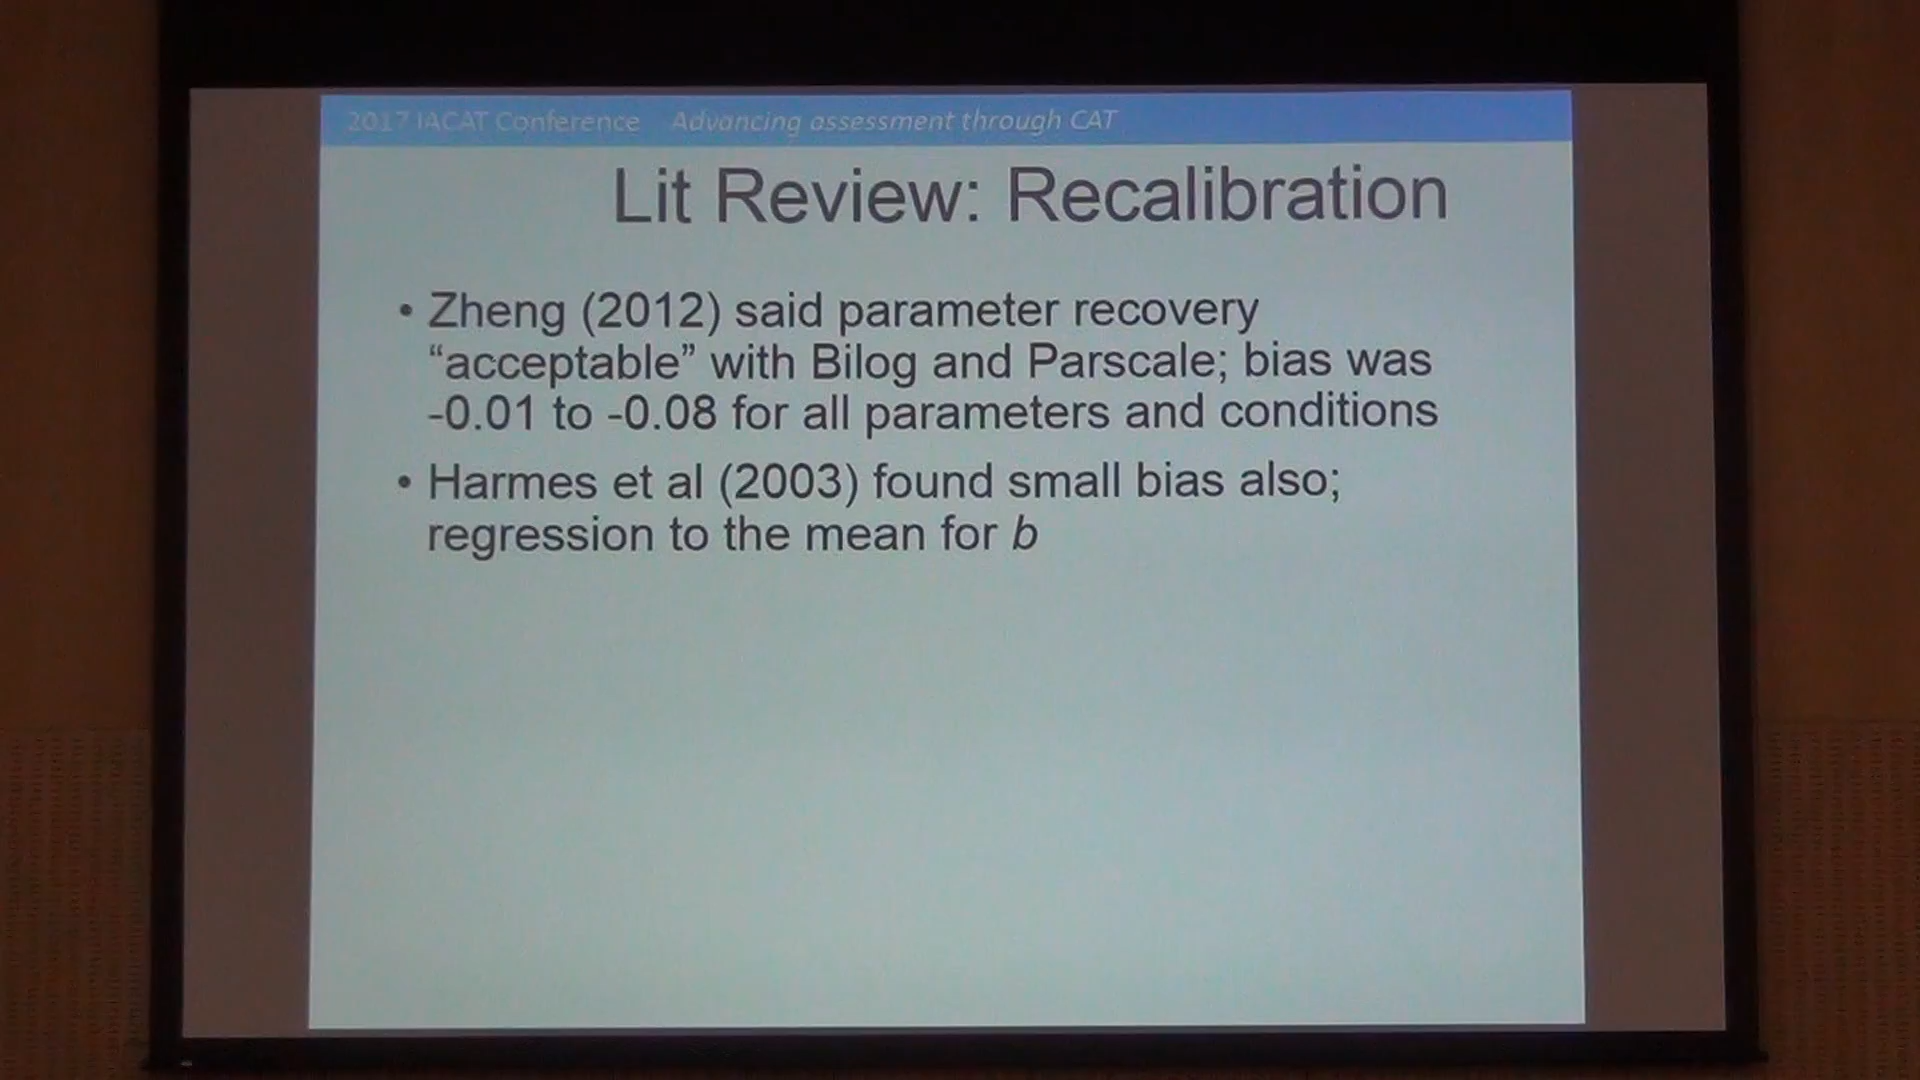 2017 IACAT Conference Advancing assessment through CAT
Lit Review: Recalibration
• Zheng (2012) said parameter recovery
“acceptable” with Bilog and Parscale; bias was
-0.01 to -0.08 for all parameters and conditions
• Harmes et al (2003) found small bias also;
regression to the mean for b